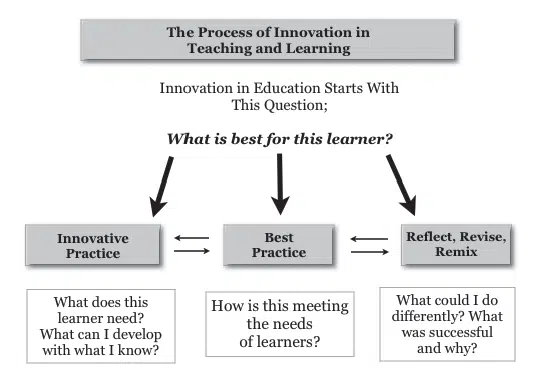 The Process of Innovation in
Teaching and Learning
Innovation in Education Starts With
This Question;
What is best for this learner?
Innovative
Practice
Best
Practice
Reflect, Revise,
Remix
What does this
learner need?
What can I develop
with what I know?
How is this meeting
the needs
of learners?
What could I do
differently? What
was successful
and why?